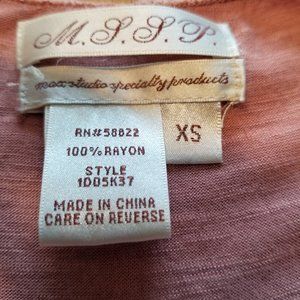 M.S.S.P.
max studio specialty products
RN#58822
100% RAYON
XS
STYLE
1D05K37
MADE IN CHINA
CARE ON REVERSE